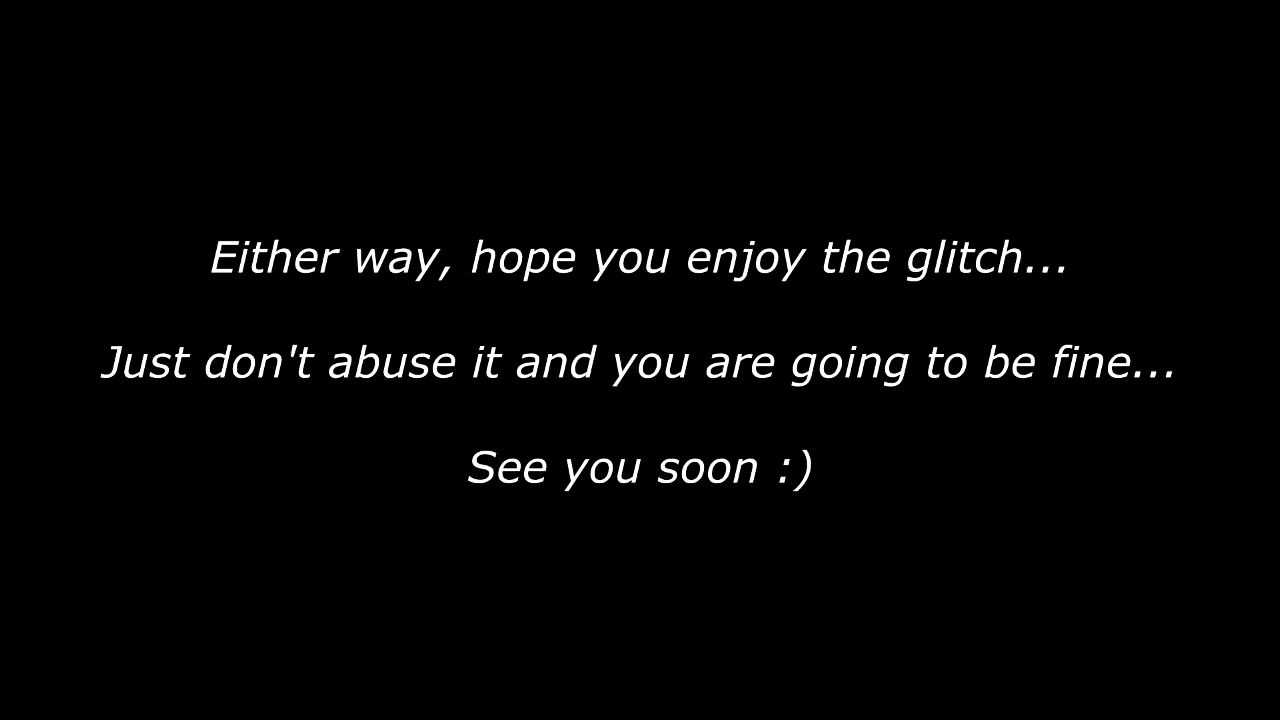 Either way, hope you enjoy the glitch...
Just don't abuse it and you are going to be fine...
See you soon :)